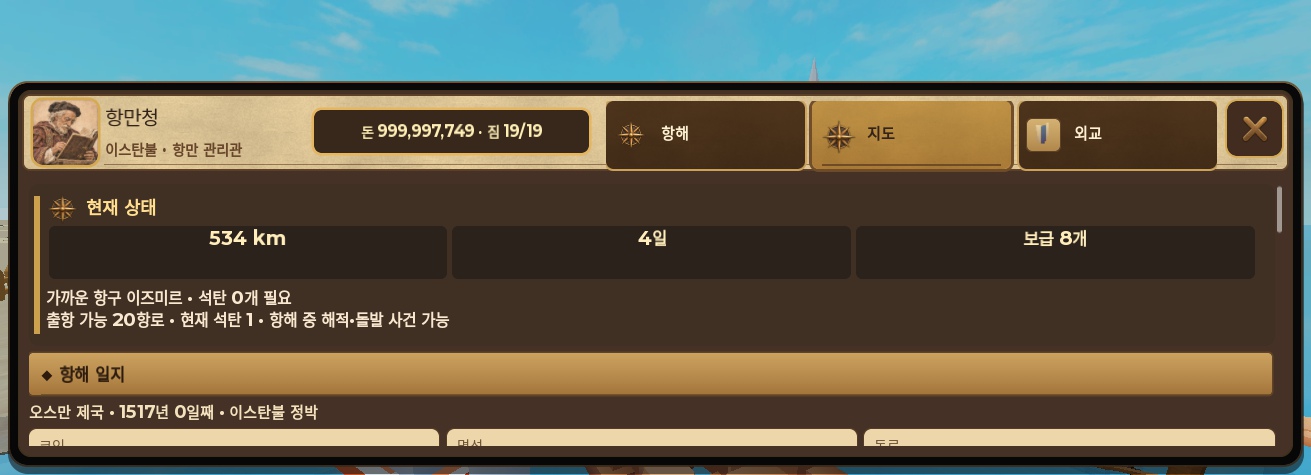 항만청
이스탄불 • 항만 관리관
돈 999,997,749 · 짐 19/19
항해
지도
외교
현재 상태
534 km
4일
보급 8개
가까운 항구 이즈미르 • 석탄 0개 필요
출항 가능 20항로 • 현재 석탄 1 • 항해 중 해적•돌발 사건 가능
◆ 항해 일지
오스만 제국 • 1517년 0일째 • 이스탄불 정박